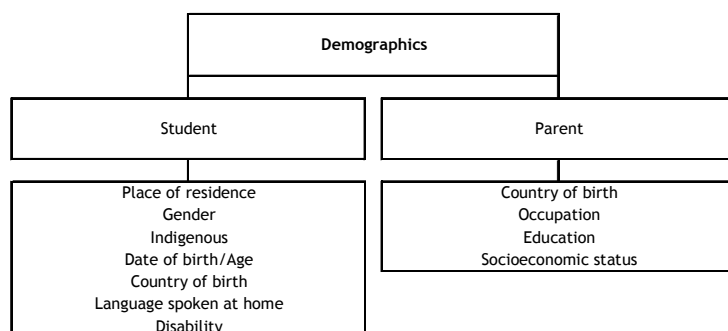 Demographics
Student
Parent
Place of residence
Gender
Indigenous
Date of birth/Age
Country of birth
Language spoken at home
Disability
Country of birth
Occupation
Education
Socioeconomic status